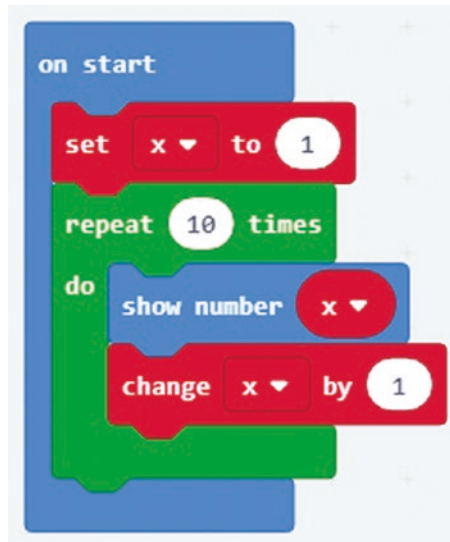 on start
set x to 1
repeat 10 times
do
show number x
change x by 1